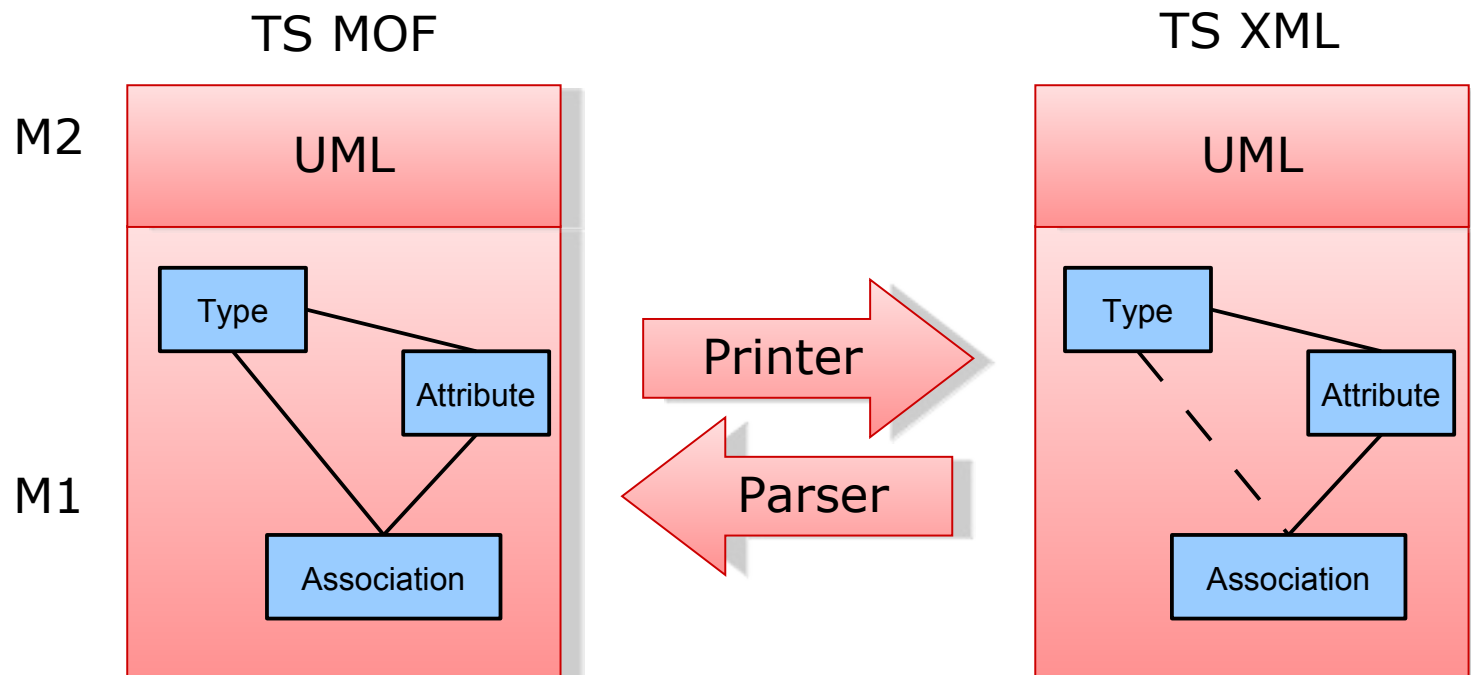 TS MOF
TS XML
M2
UML
UML
Type
Type
Attribute
Attribute
Printer
Parser
M1
Association
Association